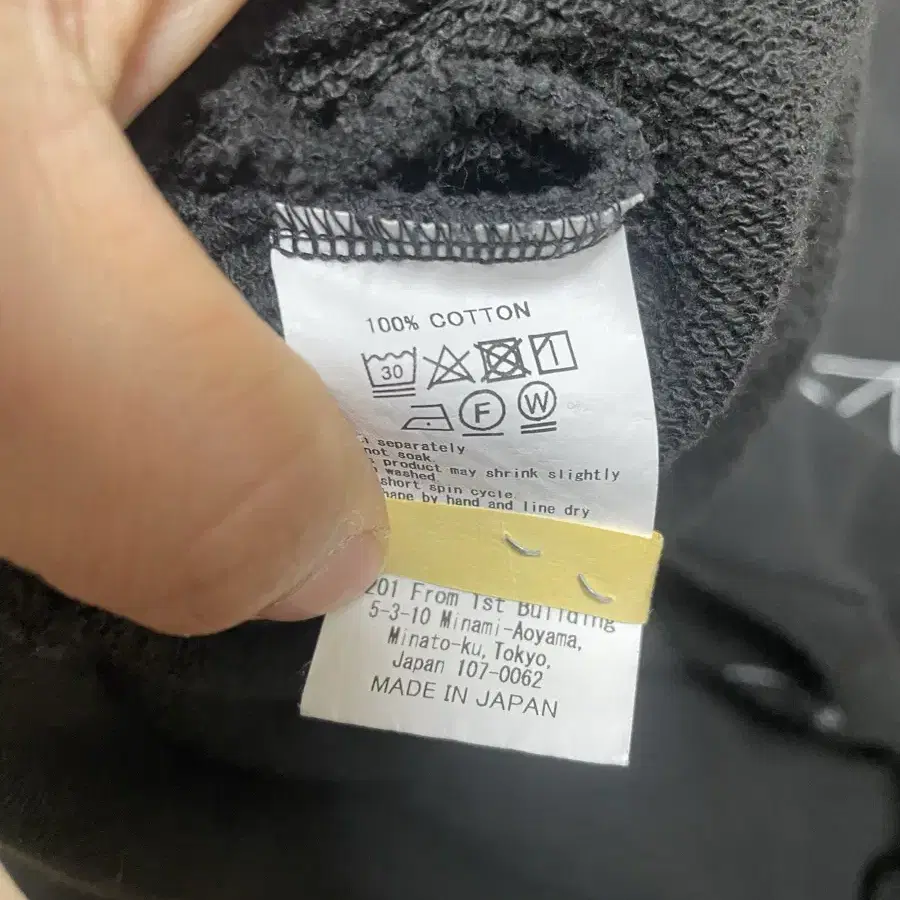 100% COTTON
30
F W
separately
not soak.
product may shrink slightly
washed.
short spin cycle.
by hand and line dry
201 From 1st Building
5-3-10 Minami-Aoyama,
Minato-ku, Tokyo,
Japan 107-0062
MADE IN JAPAN